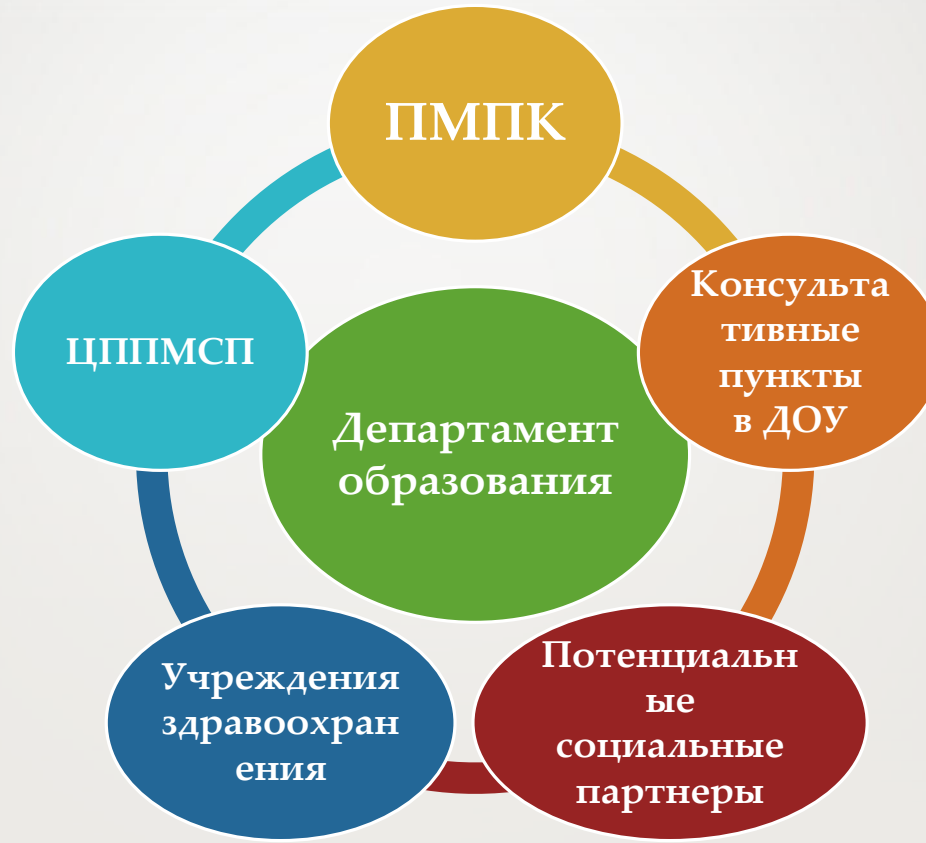 ПМПК
Консульта
тивные
пункты
в ДОУ
ЦППМСП
Департамент
образования
Потенциальн
ые
социальные
партнеры
Учреждения
здравоохран
ения